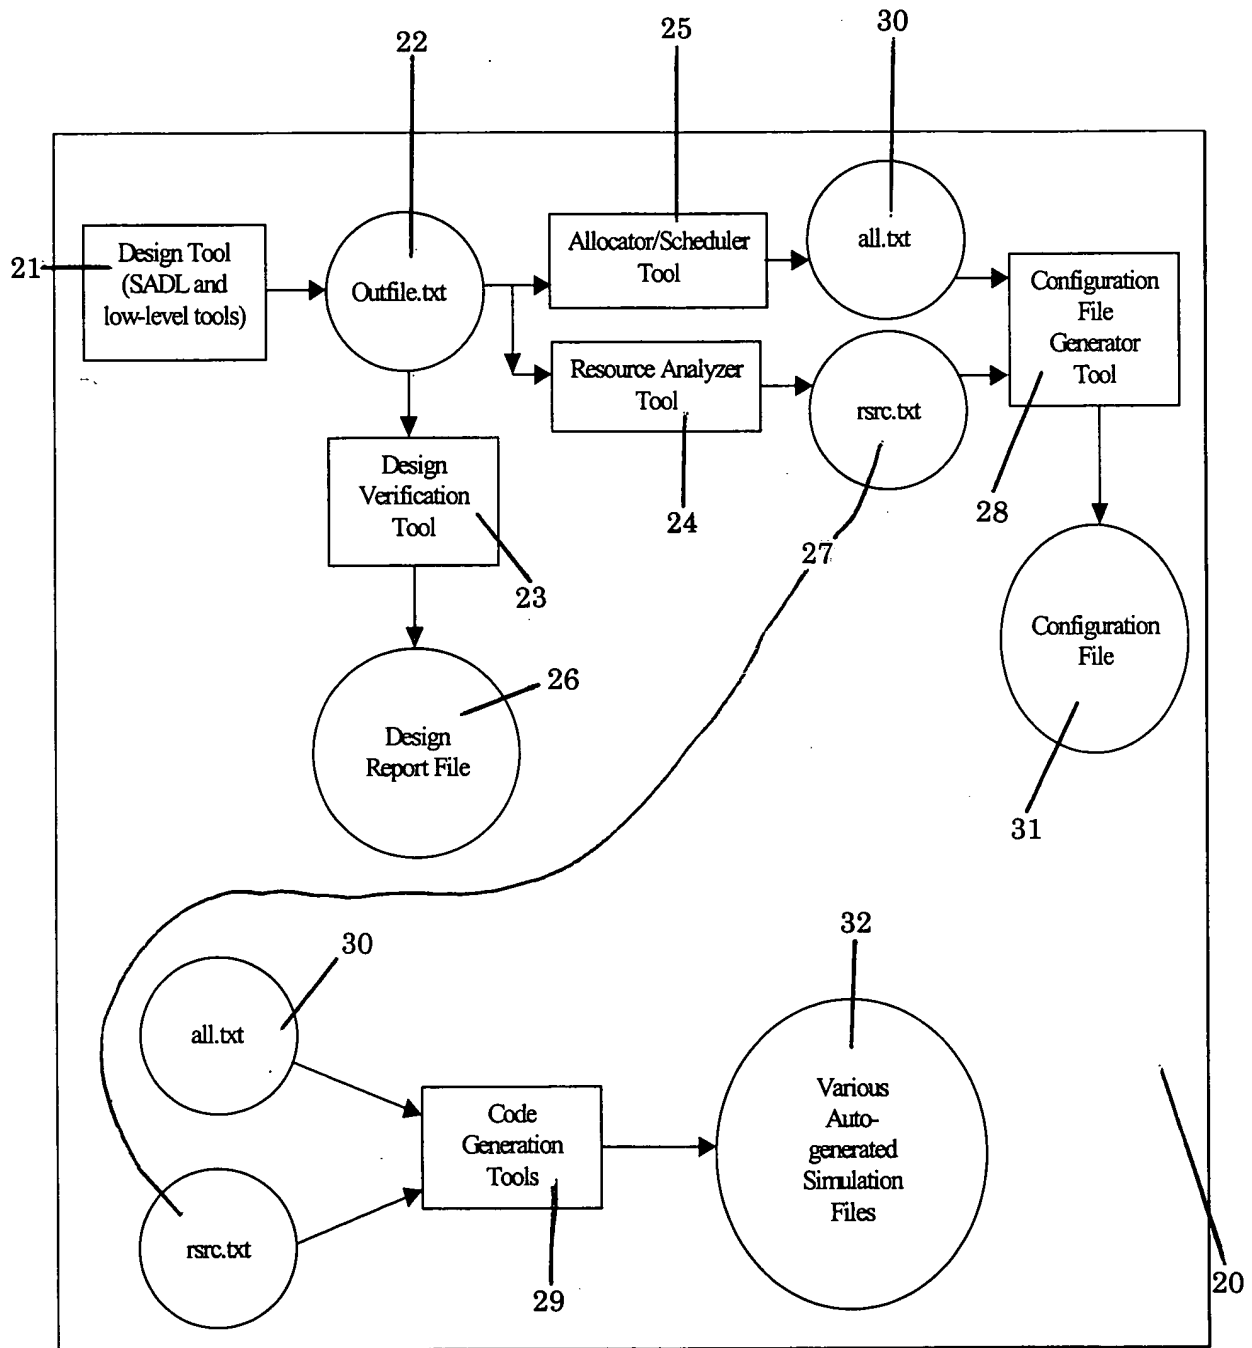 25
30
22
21
Design Tool
(SADL and
low-level tools)
Outfile.txt
Allocator/Scheduler
Tool
all.txt
Configuration
File
Generator
Tool
Resource Analyzer
Tool
rsrc.txt
Design
Verification
Tool
24
28
27
23
Configuration
File
26
Design
Report File
31
32
30
all.txt
Code
Generation
Tools
Various
Auto-
generated
Simulation
Files
rsrc.txt
29
20